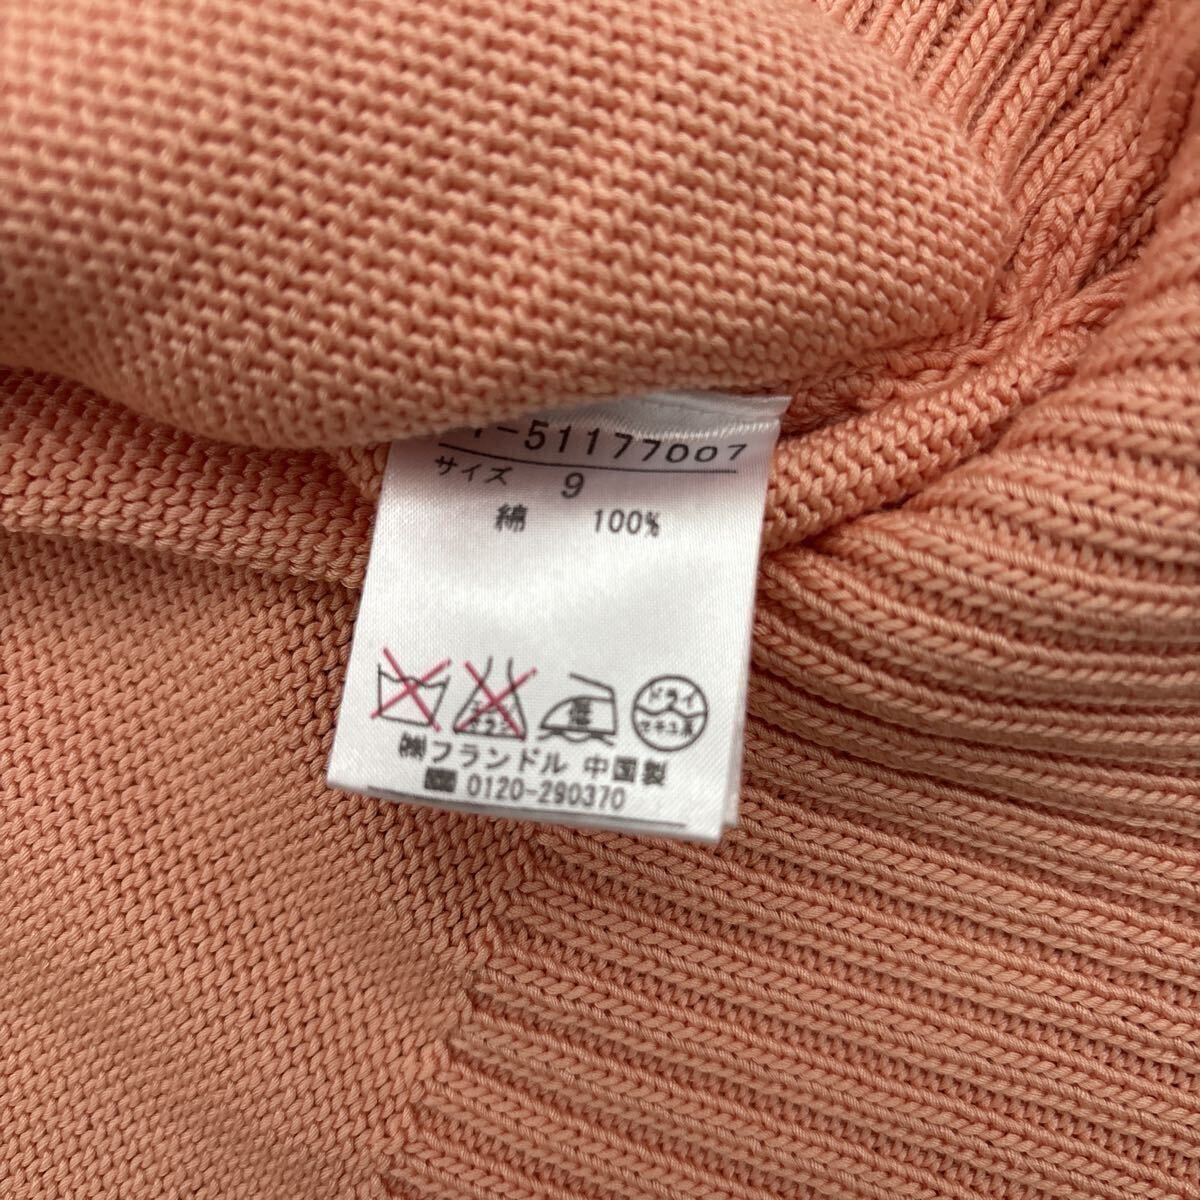 -51177007
サイズ 9
綿 100%
ドライ
㈱フランドル 中国製
0120-290370